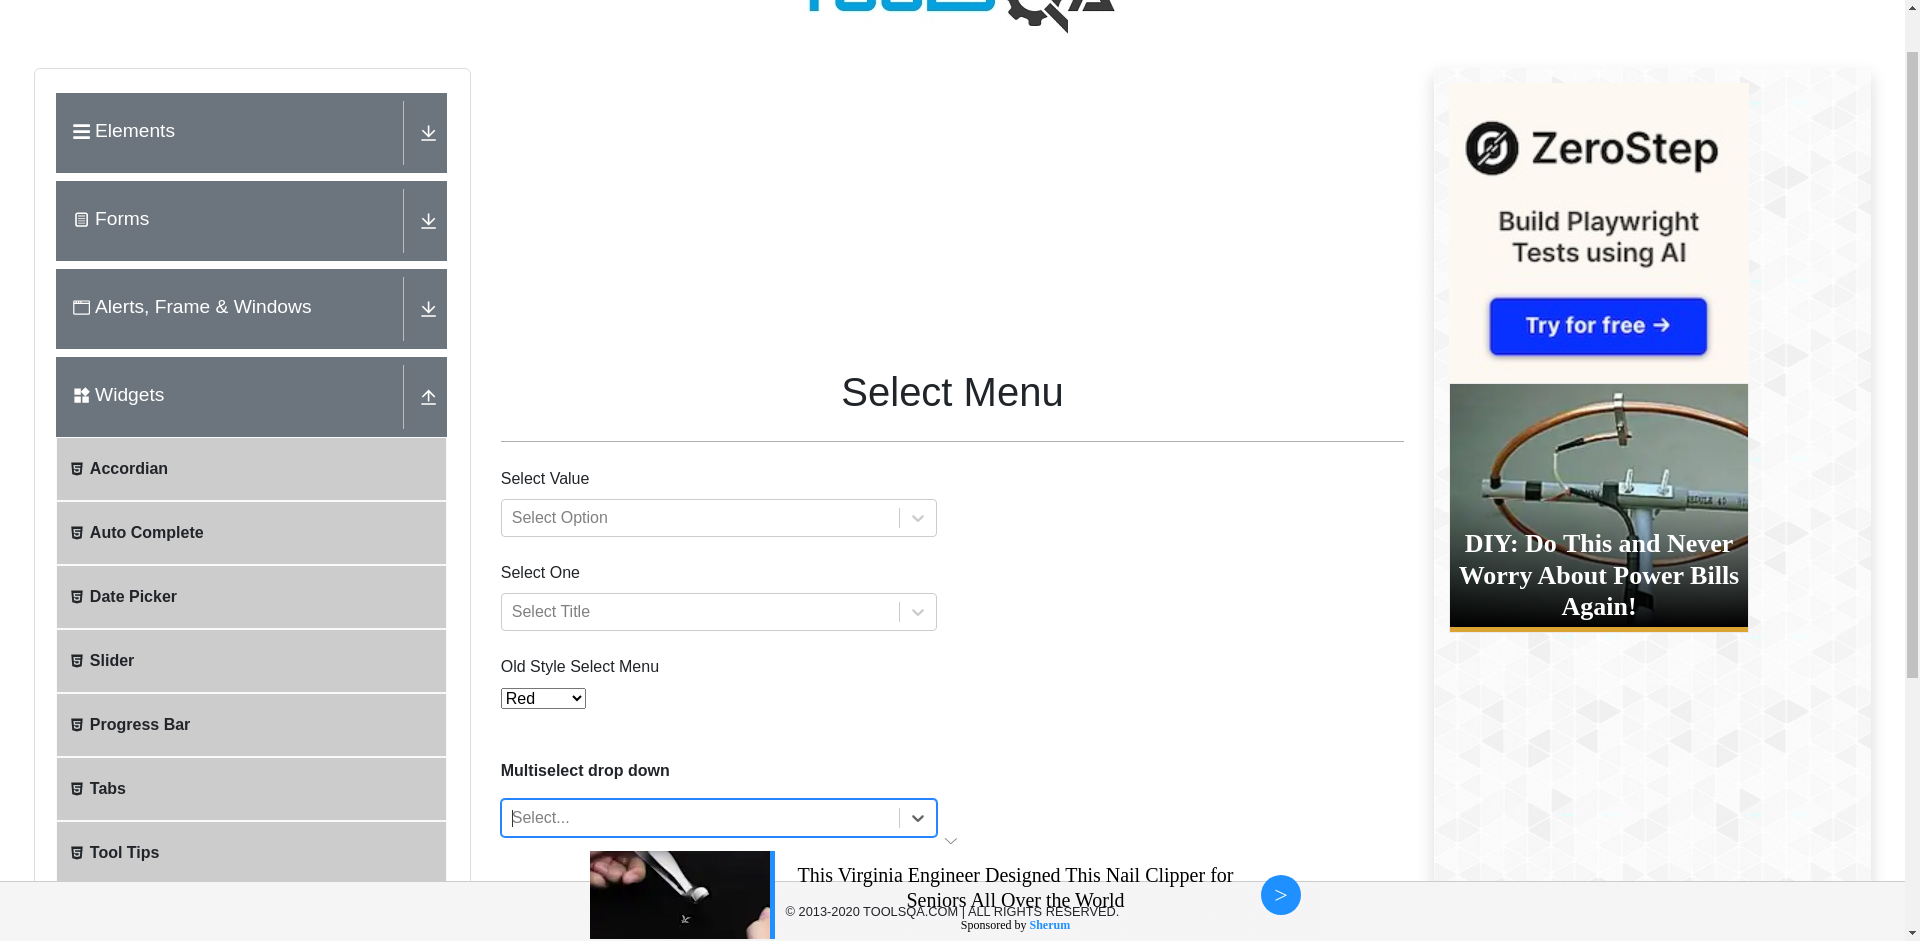 TOOLSQA
Elements
Forms
Alerts, Frame & Windows
Widgets
Accordian
Auto Complete
Date Picker
Slider
Progress Bar
Tabs
Tool Tips
Select Menu
Select Value
Select Option
Select One
Select Title
Old Style Select Menu
Red
Multiselect drop down
Select...
ZeroStep
Build Playwright
Tests using AI
Try for free →
DIY: Do This and Never
Worry About Power Bills
Again!
This Virginia Engineer Designed This Nail Clipper for
Seniors All Over the World
© 2013-2020 TOOLSQA.COM | ALL RIGHTS RESERVED.
Sponsored by Sherum
>